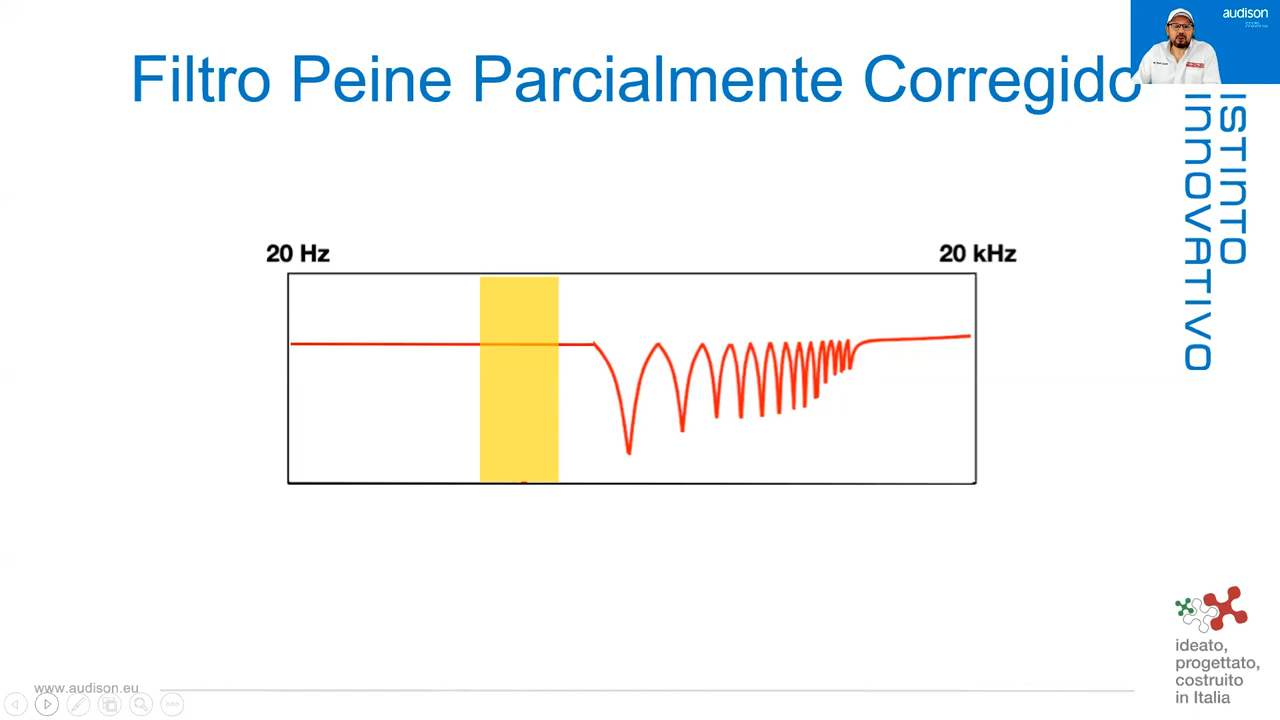 Filtro Peine Parcialmente Corregido
audison
ISTINTO
INNOVATIVO
20 Hz
20 kHz
ideato,
progettato,
costruito
in Italia
www.audison.eu